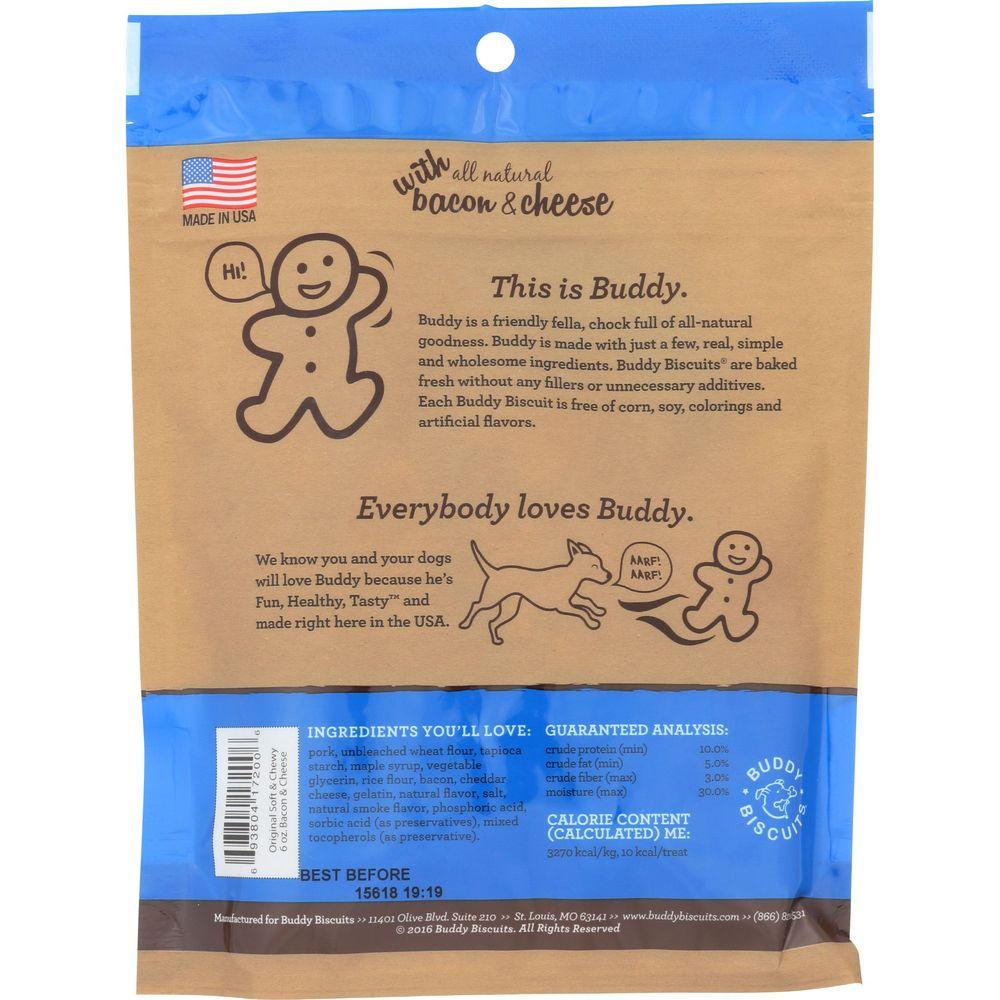 with all natural
bacon & cheese
MADE IN USA
Hi!
This is Buddy.
Buddy is a friendly fella, chock full of all-natural
goodness. Buddy is made with just a few, real, simple
and wholesome ingredients. Buddy Biscuits® are baked
fresh without any fillers or unnecessary additives.
Each Buddy Biscuit is free of corn, soy, colorings and
artificial flavors.
Everybody loves Buddy.
We know you and your dogs
will love Buddy because he's
Fun, Healthy, Tasty™ and
made right here in the USA.
AARF!
AARF!
6 93804 17200 6
Original Soft & Chewy
6 oz. Bacon & Cheese
INGREDIENTS YOU'LL LOVE:
pork, unbleached wheat flour, tapioca
starch, maple syrup, vegetable
glycerin, rice flour, bacon, cheddar
cheese, gelatin, natural flavor, salt,
natural smoke flavor, phosphoric acid,
sorbic acid (as preservatives), mixed
tocopherols (as preservative).
GUARANTEED ANALYSIS:
crude protein (min) 10.0%
crude fat (min) 5.0%
crude fiber (max) 3.0%
moisture (max) 30.0%
CALORIE CONTENT
(CALCULATED) ME:
3270 kcal/kg, 10 kcal/treat
BUDDY
BISCUITS
BEST BEFORE
15618 19:19
Manufactured for Buddy Biscuits >> 11401 Olive Blvd. Suite 210 >> St. Louis, MO 63141 >> www.buddybiscuits.com >> (866)
© 2016 Buddy Biscuits. All Rights Reserved